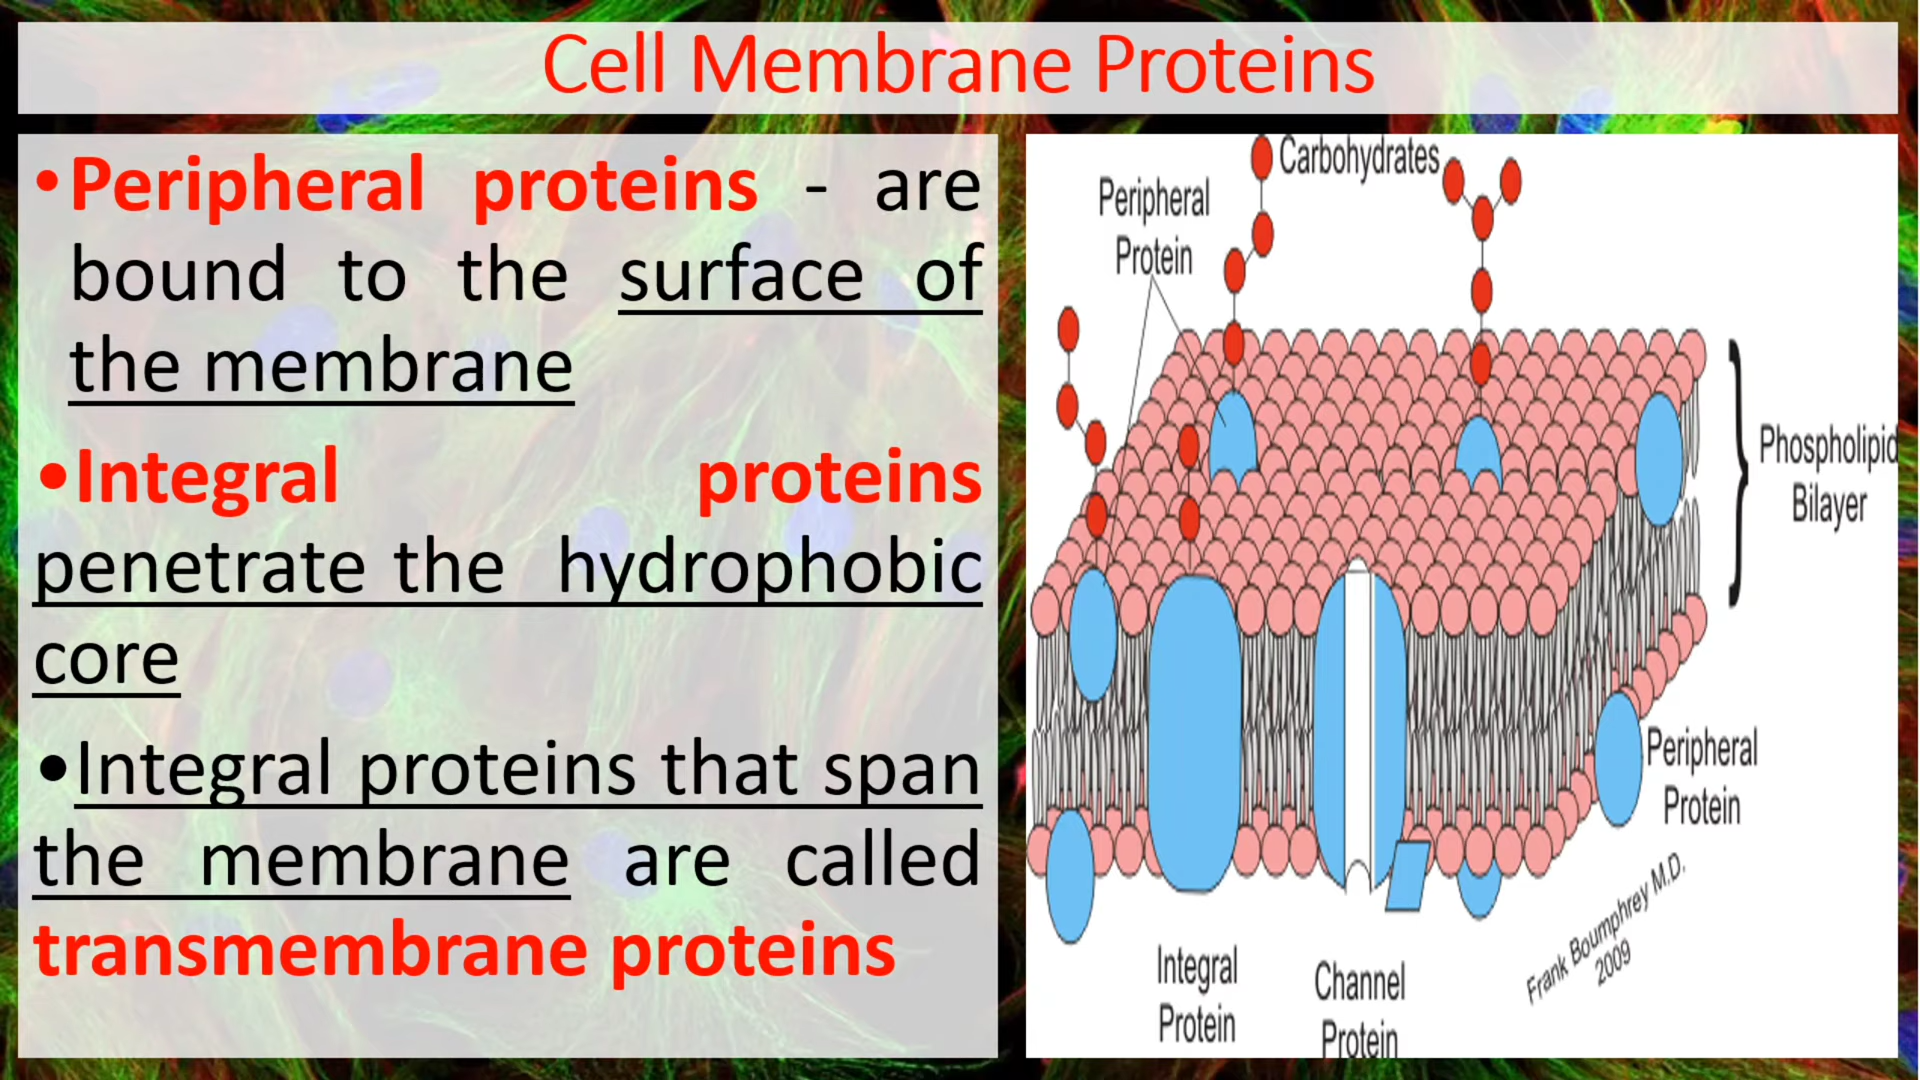 Cell Membrane Proteins
•Peripheral proteins - are
bound to the surface of
the membrane
•Integral proteins
penetrate the hydrophobic
core
•Integral proteins that span
the membrane are called
transmembrane proteins
Carbohydrates
Peripheral
Protein
Phospholipid
Bilayer
Peripheral
Protein
Integral
Protein
Channel
Protein
Frank Boumphrey M.D.
2009